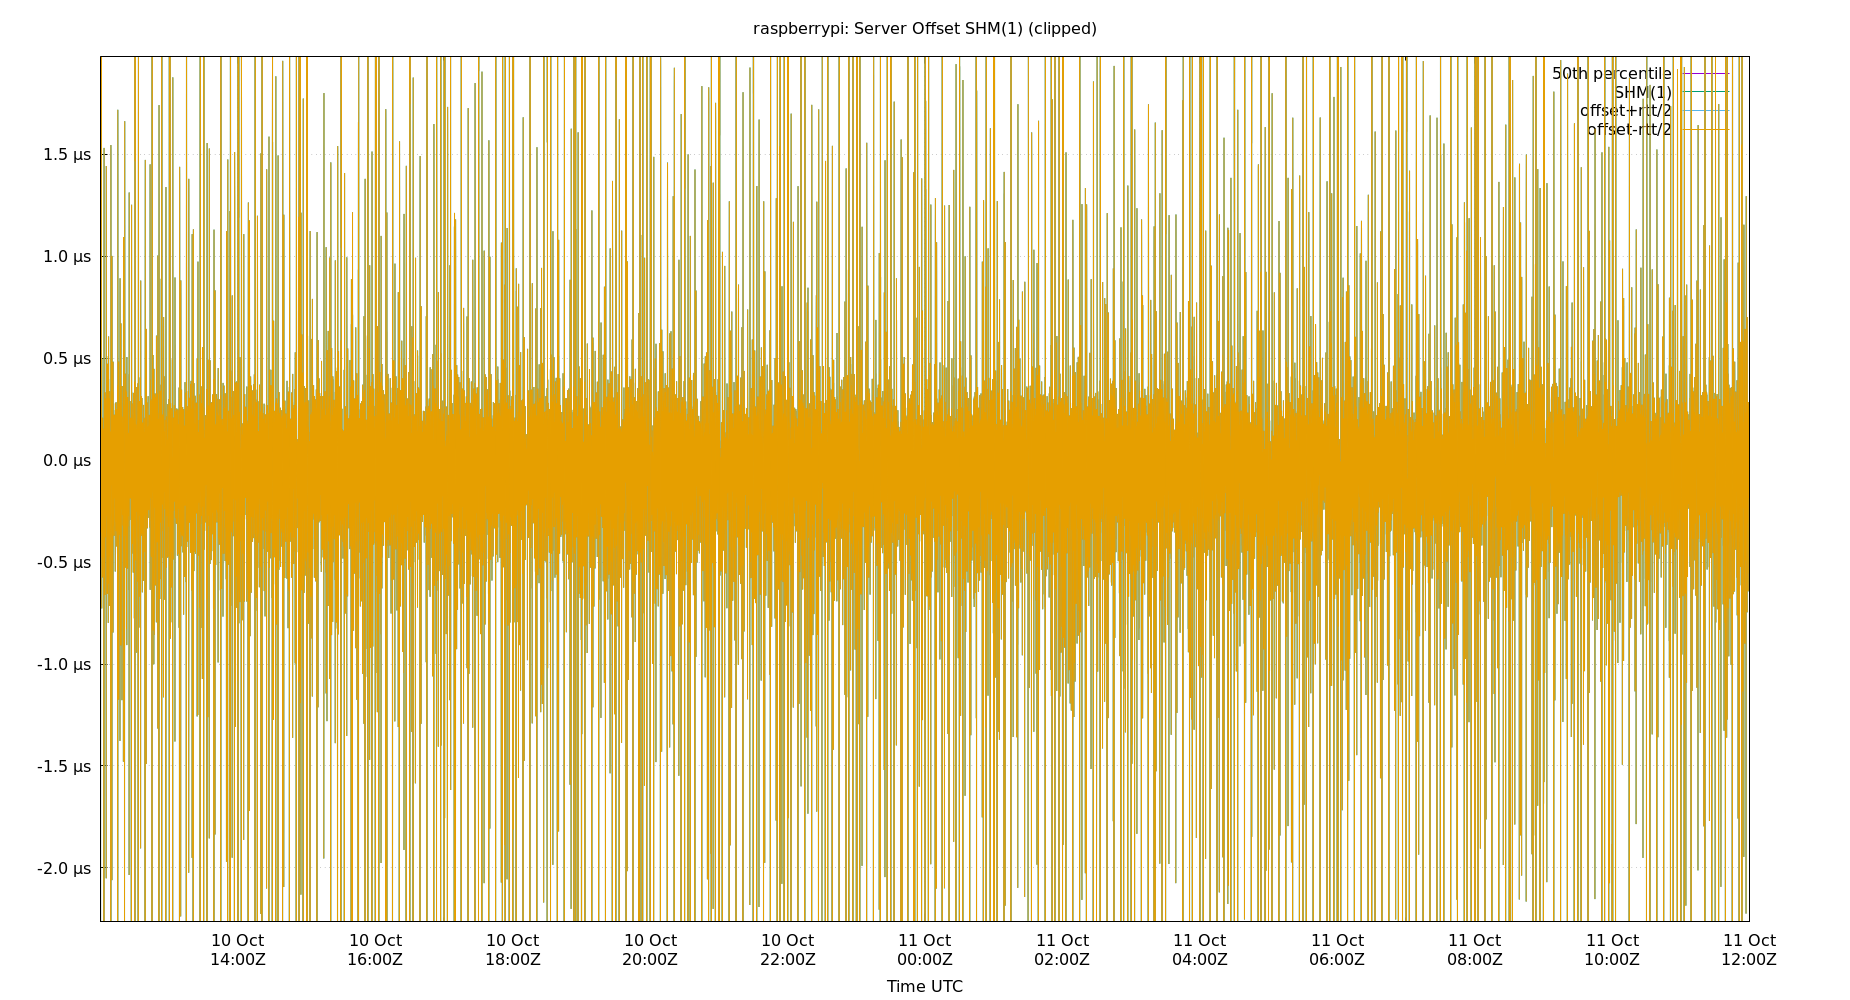 raspberrypi: Server Offset SHM(1) (clipped)
50th percentile
SHM(1)
offset+rtt/2
offset-rtt/2
1.5 µs
1.0 µs
0.5 µs
0.0 µs
-0.5 µs
-1.0 µs
-1.5 µs
-2.0 µs
10 Oct 10 Oct 10 Oct 10 Oct 10 Oct 11 Oct 11 Oct 11 Oct 11 Oct 11 Oct 11 Oct 11 Oct
14:00Z 16:00Z 18:00Z 20:00Z 22:00Z 00:00Z 02:00Z 04:00Z 06:00Z 08:00Z 10:00Z 12:00Z
Time UTC